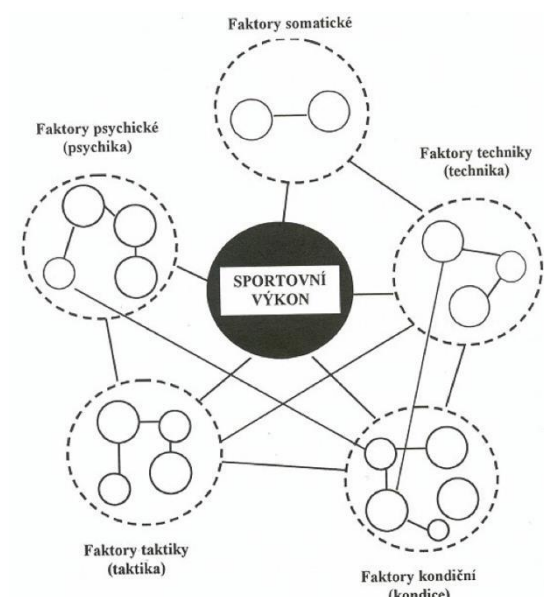 Faktory somatické
Faktory psychické
(psychika)
Faktory techniky
(technika)
SPORTOVNÍ
VÝKON
Faktory taktiky
(taktika)
Faktory kondiční
(kondice)